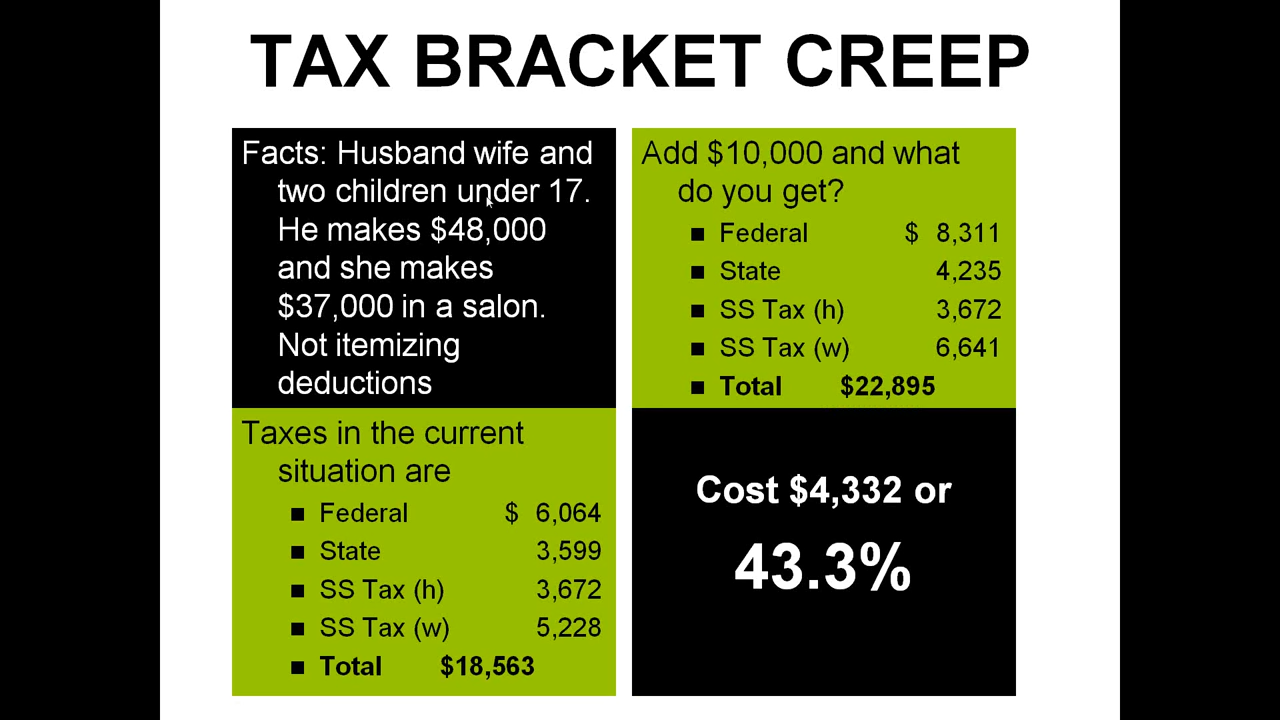 TAX BRACKET CREEP
Facts: Husband wife and
two children under 17.
He makes $48,000
and she makes
$37,000 in a salon.
Not itemizing
deductions
Add $10,000 and what
do you get?
■ Federal $ 8,311
■ State 4,235
■ SS Tax (h) 3,672
■ SS Tax (w) 6,641
■ Total $22,895
Taxes in the current
situation are
■ Federal $ 6,064
■ State 3,599
■ SS Tax (h) 3,672
■ SS Tax (w) 5,228
■ Total $18,563
Cost $4,332 or
43.3%